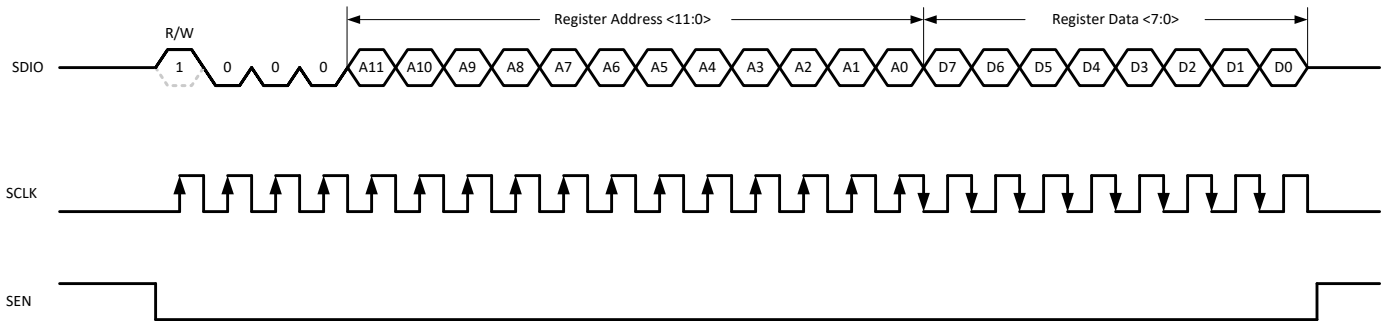 Register Address <11:0> Register Data <7:0>
R/W
SDIO 1 0 0 0 A11 A10 A9 A8 A7 A6 A5 A4 A3 A2 A1 A0 D7 D6 D5 D4 D3 D2 D1 D0
SCLK
SEN